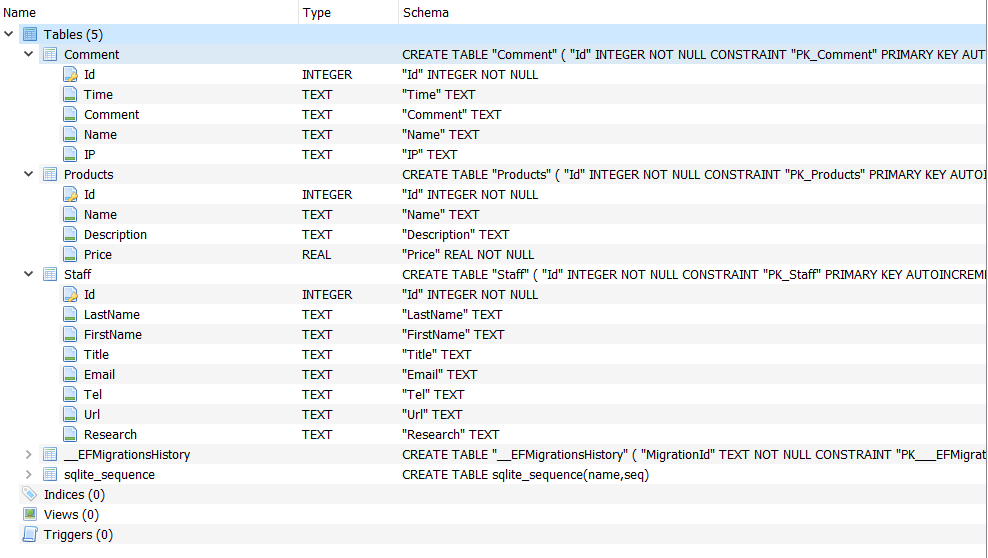 Name Type Schema
Tables (5)
Comment CREATE TABLE "Comment" ( "Id" INTEGER NOT NULL CONSTRAINT "PK_Comment" PRIMARY KEY AUT
Id INTEGER "Id" INTEGER NOT NULL
Time TEXT "Time" TEXT
Comment TEXT "Comment" TEXT
Name TEXT "Name" TEXT
IP TEXT "IP" TEXT
Products CREATE TABLE "Products" ( "Id" INTEGER NOT NULL CONSTRAINT "PK_Products" PRIMARY KEY AUTOI
Id INTEGER "Id" INTEGER NOT NULL
Name TEXT "Name" TEXT
Description TEXT "Description" TEXT
Price REAL "Price" REAL NOT NULL
Staff CREATE TABLE "Staff" ( "Id" INTEGER NOT NULL CONSTRAINT "PK_Staff" PRIMARY KEY AUTOINCREME
Id INTEGER "Id" INTEGER NOT NULL
LastName TEXT "LastName" TEXT
FirstName TEXT "FirstName" TEXT
Title TEXT "Title" TEXT
Email TEXT "Email" TEXT
Tel TEXT "Tel" TEXT
Url TEXT "Url" TEXT
Research TEXT "Research" TEXT
__EFMigrationsHistory CREATE TABLE "__EFMigrationsHistory" ( "MigrationId" TEXT NOT NULL CONSTRAINT "PK___EFMigrat
sqlite_sequence CREATE TABLE sqlite_sequence(name,seq)
Indices (0)
Views (0)
Triggers (0)